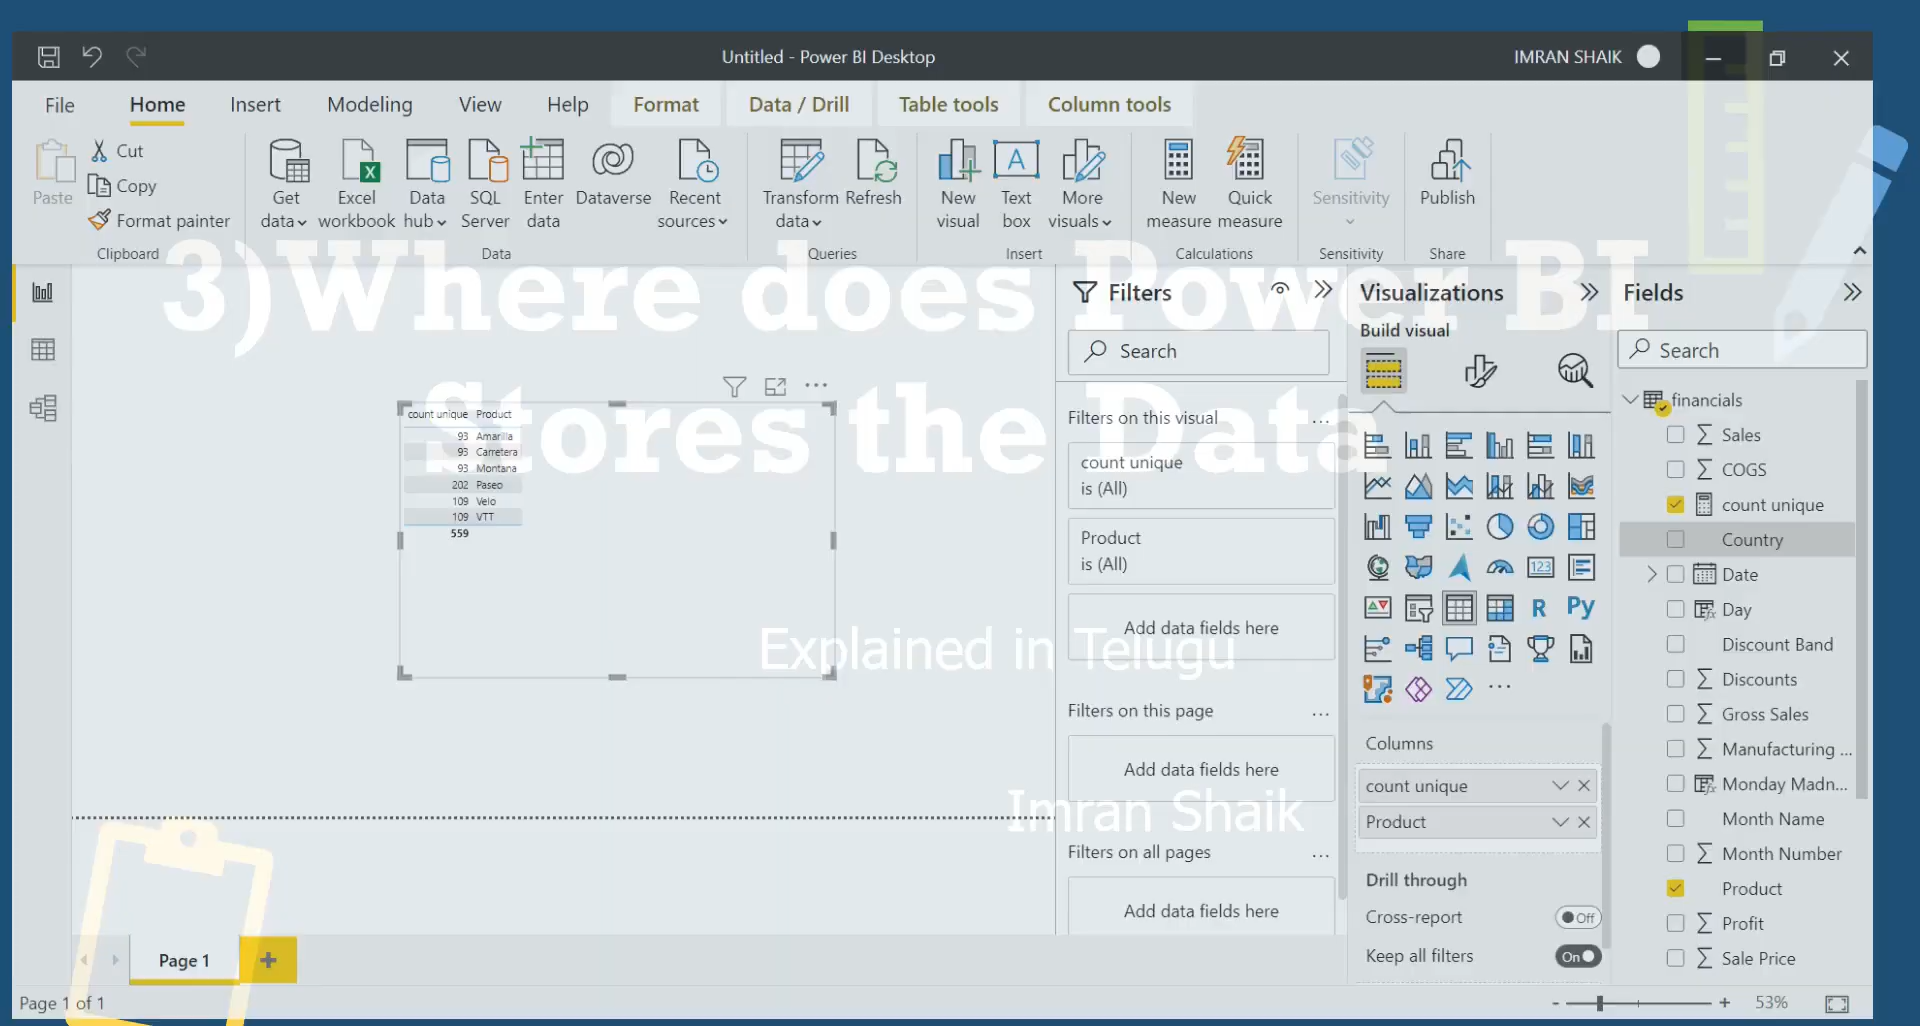 Untitled - Power BI Desktop
IMRAN SHAIK
File Home Insert Modeling View Help Format Data / Drill Table tools Column tools
Paste
Cut
Copy
Format painter
Clipboard
Get data
Excel workbook
Data hub
SQL Server
Enter data
Dataverse
Recent sources
Data
Transform data
Refresh
Queries
New visual
Text box
More visuals
Insert
New measure
Quick measure
Calculations
Sensitivity
Sensitivity
Publish
Share
3)Where does Power BI
Stores the Data
Explained in Telugu
Imran Shaik
count unique Product
93 Amarilla
93 Carretera
93 Montana
202 Paseo
109 Velo
109 VTT
559
Filters
Search
Filters on this visual ...
count unique
is (All)
Product
is (All)
Add data fields here
Filters on this page ...
Add data fields here
Filters on all pages ...
Add data fields here
Visualizations
Build visual
123
R
Py
...
Columns
count unique
Product
Drill through
Cross-report Off
Keep all filters On
Fields
Search
financials
Sales
COGS
count unique
Country
Date
Day
Discount Band
Discounts
Gross Sales
Manufacturing ...
Monday Madn...
Month Name
Month Number
Product
Profit
Sale Price
Page 1
+
Page 1 of 1
- + 53%